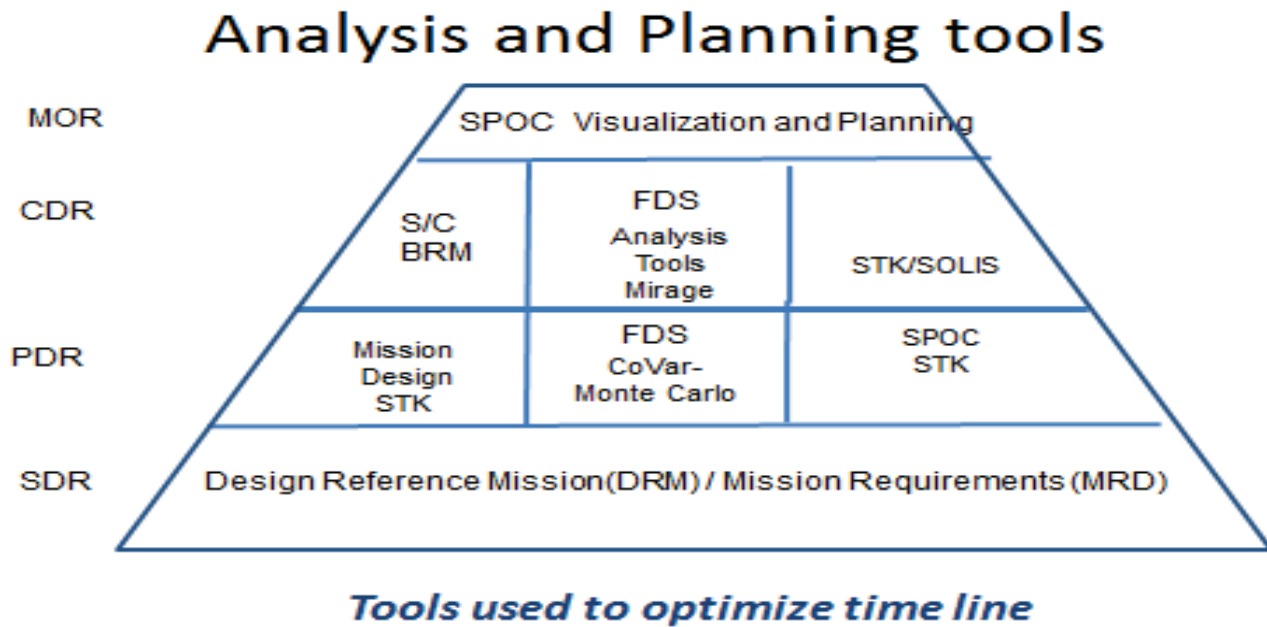 Analysis and Planning tools
MOR
SPOC Visualization and Planning
CDR
S/C
BRM
FDS
Analysis
Tools
Mirage
STK/SOLIS
PDR
Mission
Design
STK
FDS
CoVar-
Monte Carlo
SPOC
STK
SDR
Design Reference Mission(DRM) / Mission Requirements (MRD)
Tools used to optimize time line